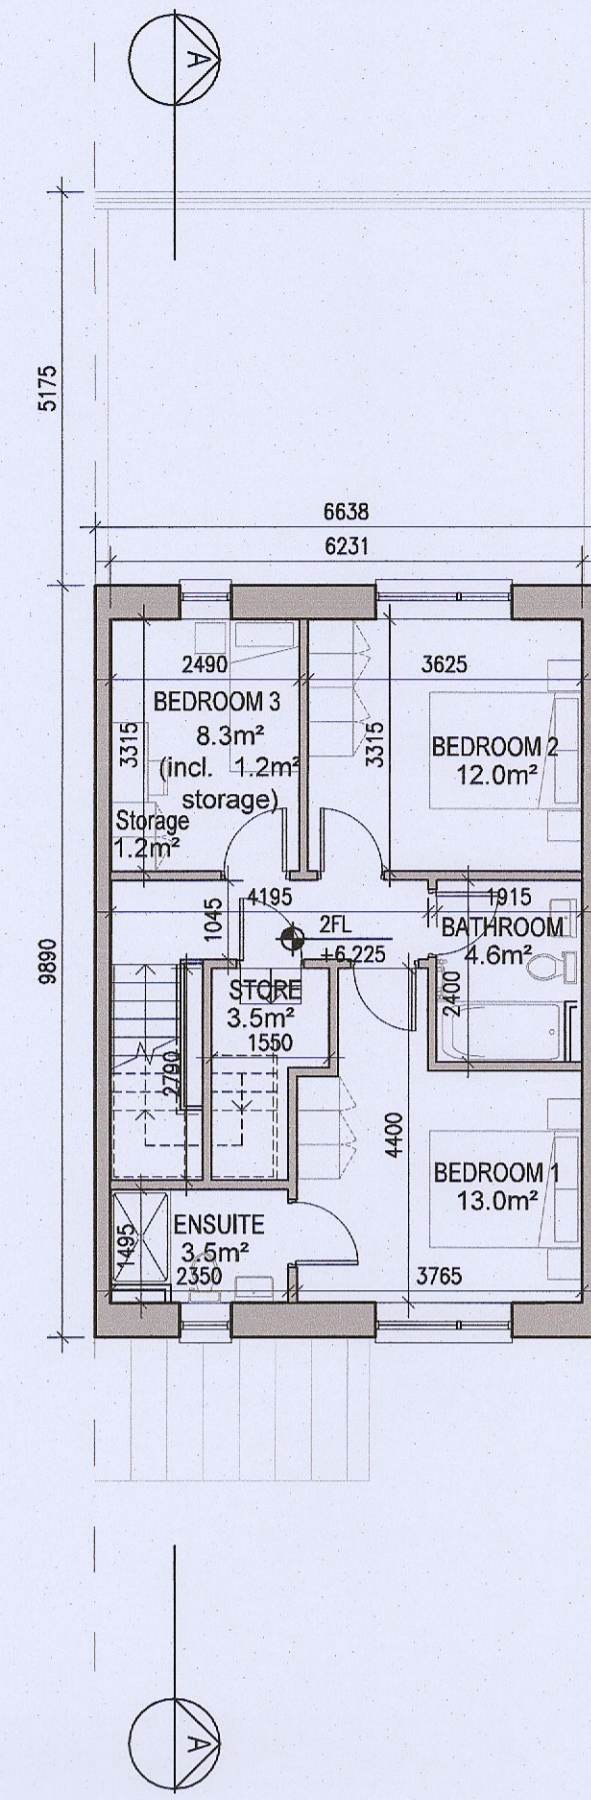 A
5175
6638
6231
2490
3625
BEDROOM 3
8.3m²
(incl. 1.2m²
storage)
3315
3315
BEDROOM 2
12.0m²
Storage
1.2m²
4195
1915
1045
2FL
+6.225
BATHROOM
4.6m²
9890
STORE
3.5m²
1550
2400
2790
4400
BEDROOM 1
13.0m²
ENSUITE
3.5m²
1495
2350
3765
A